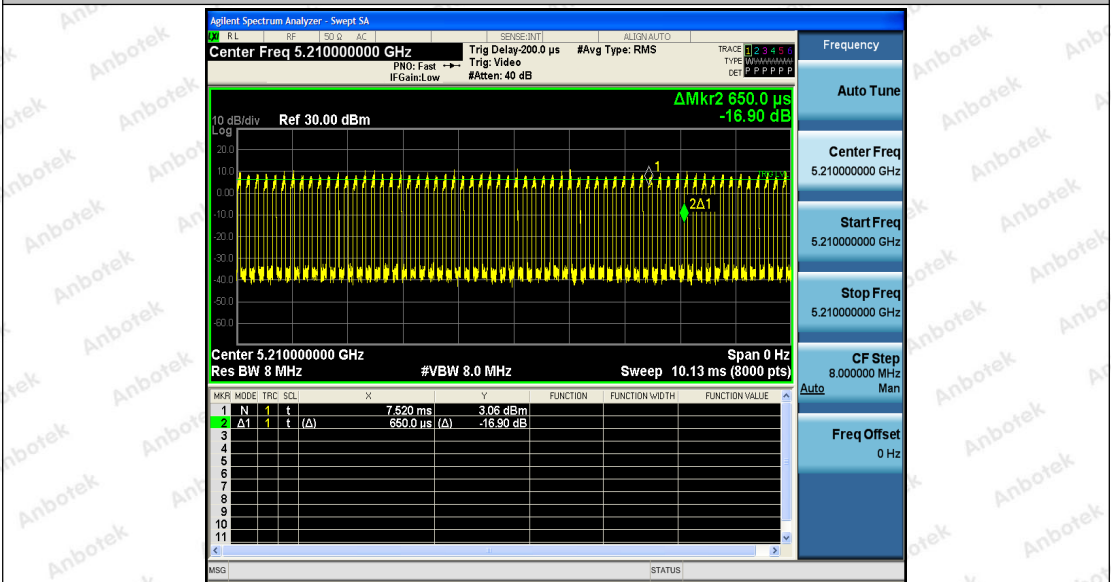 Agilent Spectrum Analyzer - Swept SA
LXI RL RF 50 Ω AC SENSE:INT ALIGNAUTO
Center Freq 5.210000000 GHz
PNO: Fast
IFGain:Low
Trig Delay-200.0 µs
Trig: Video
#Atten: 40 dB
#Avg Type: RMS
TRACE 1 2 3 4 5 6
TYPE
DET P P P P P P
ΔMkr2 650.0 µs
-16.90 dB
10 dB/div Ref 30.00 dBm
Log
20.0
10.0
0.00
-10.0
-20.0
-30.0
-40.0
-50.0
-60.0
1
2Δ1
Center 5.210000000 GHz Span 0 Hz
Res BW 8 MHz #VBW 8.0 MHz Sweep 10.13 ms (8000 pts)
MKR MODE TRC SCL X Y FUNCTION FUNCTION WIDTH FUNCTION VALUE
1 N 1 t 7.520 ms 3.06 dBm
2 Δ1 1 t (Δ) 650.0 µs (Δ) -16.90 dB
3
4
5
6
7
8
9
10
11
MSG STATUS
Frequency
Auto Tune
Center Freq
5.210000000 GHz
Start Freq
5.210000000 GHz
Stop Freq
5.210000000 GHz
CF Step
8.000000 MHz
Auto Man
Freq Offset
0 Hz
Anbotek